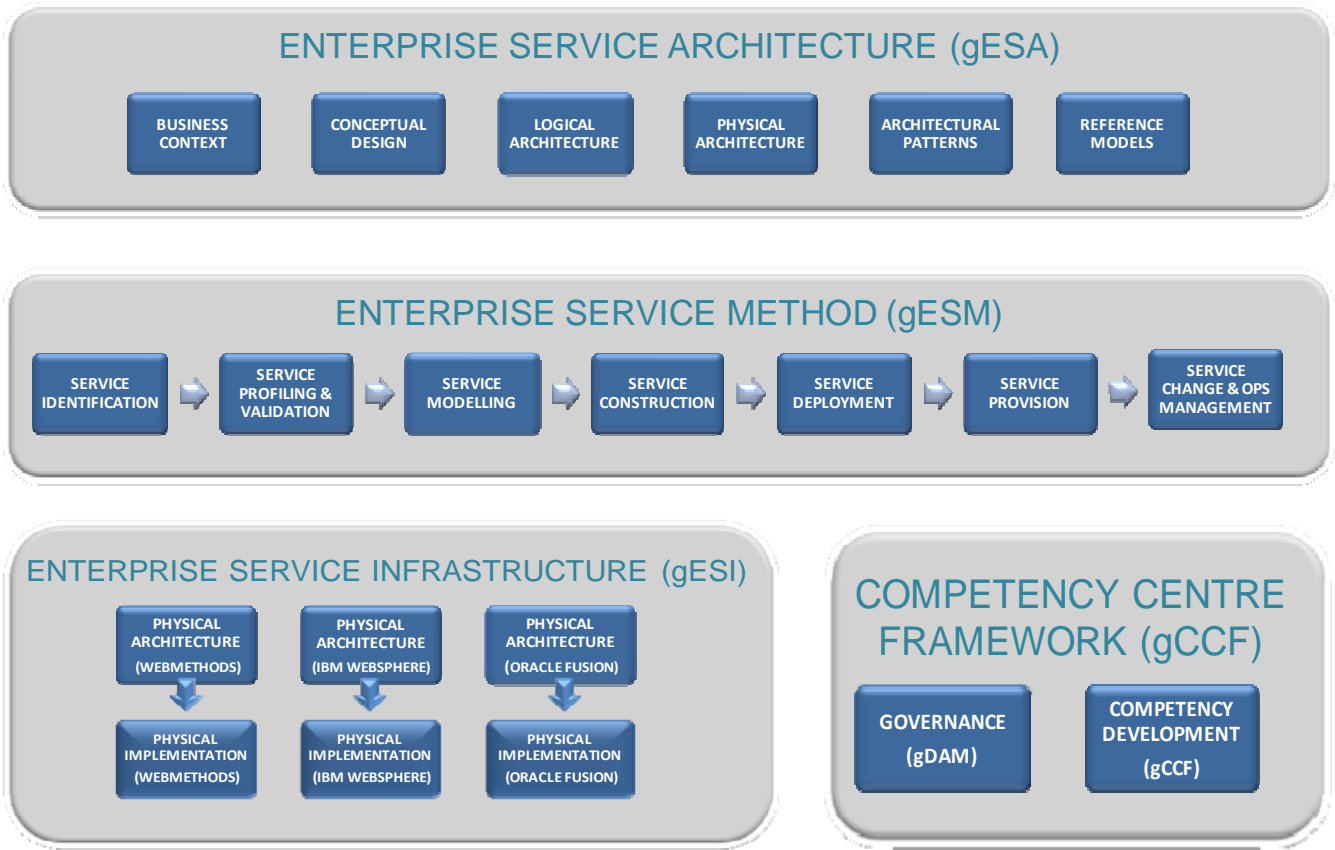 ENTERPRISE SERVICE ARCHITECTURE (gESA)
BUSINESS
CONTEXT
CONCEPTUAL
DESIGN
LOGICAL
ARCHITECTURE
PHYSICAL
ARCHITECTURE
ARCHITECTURAL
PATTERNS
REFERENCE
MODELS
ENTERPRISE SERVICE METHOD (gESM)
SERVICE
IDENTIFICATION
SERVICE
PROFILING &
VALIDATION
SERVICE
MODELLING
SERVICE
CONSTRUCTION
SERVICE
DEPLOYMENT
SERVICE
PROVISION
SERVICE
CHANGE & OPS
MANAGEMENT
ENTERPRISE SERVICE INFRASTRUCTURE (gESI)
PHYSICAL
ARCHITECTURE
(WEBMETHODS)
PHYSICAL
ARCHITECTURE
(IBM WEBSPHERE)
PHYSICAL
ARCHITECTURE
(ORACLE FUSION)
PHYSICAL
IMPLEMENTATION
(WEBMETHODS)
PHYSICAL
IMPLEMENTATION
(IBM WEBSPHERE)
PHYSICAL
IMPLEMENTATION
(ORACLE FUSION)
COMPETENCY CENTRE
FRAMEWORK (gCCF)
GOVERNANCE
(gDAM)
COMPETENCY
DEVELOPMENT
(gCCF)